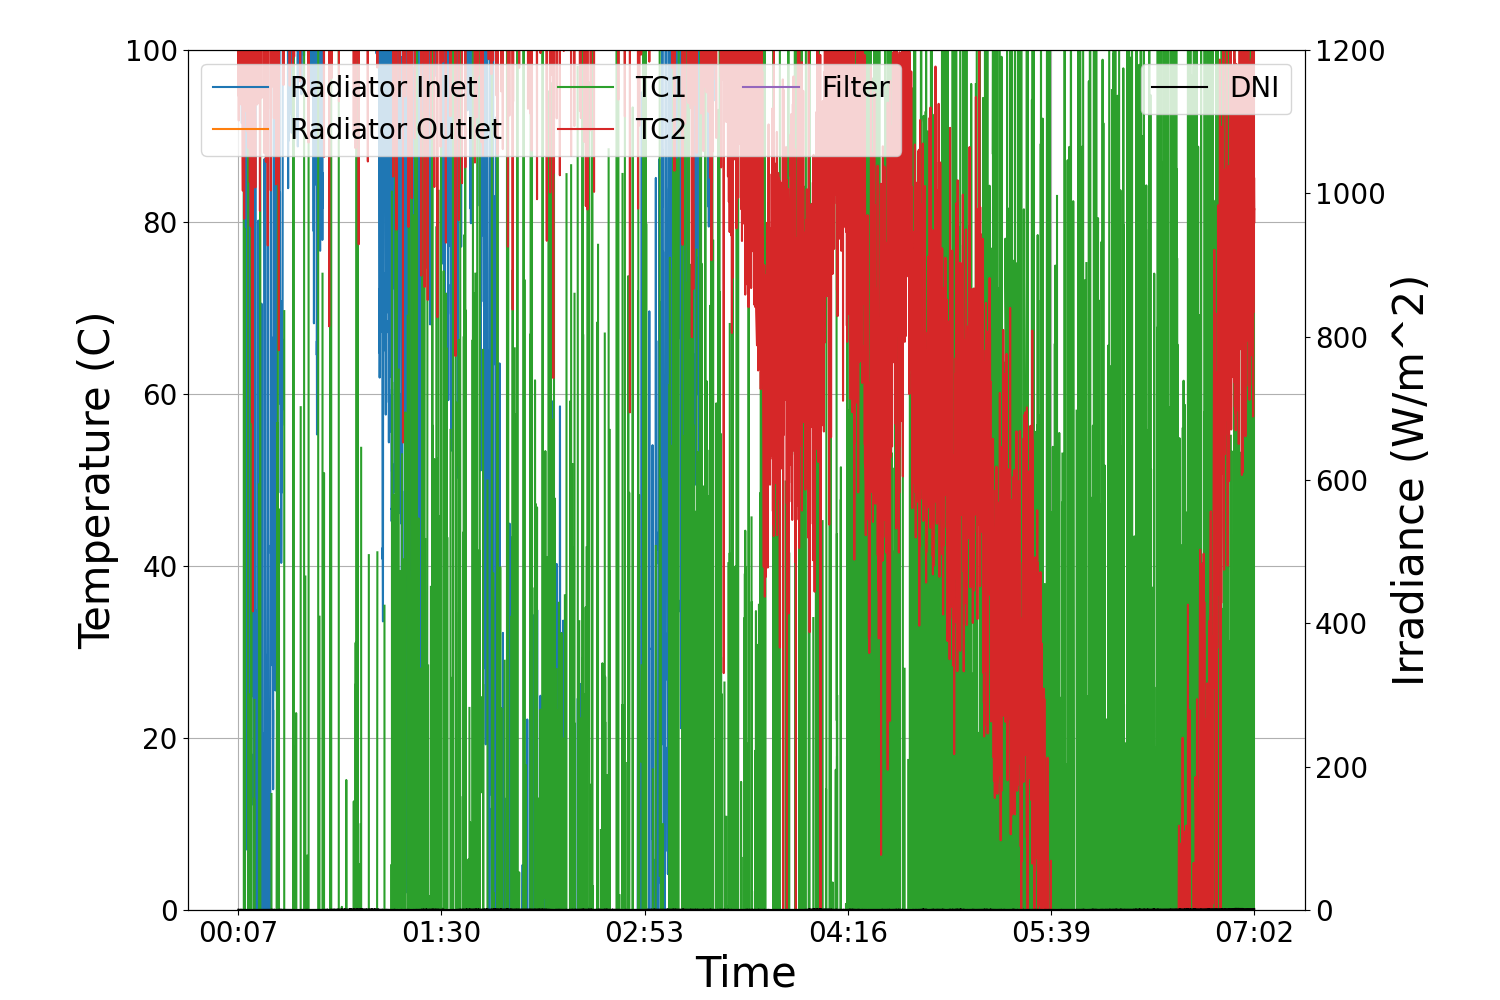 100
80
60
40
20
0
Temperature (C)
Radiator Inlet
Radiator Outlet
TC1
TC2
Filter
DNI
1200
1000
800
600
400
200
0
Irradiance (W/m^2)
00:07 01:30 02:53 04:16 05:39 07:02
Time